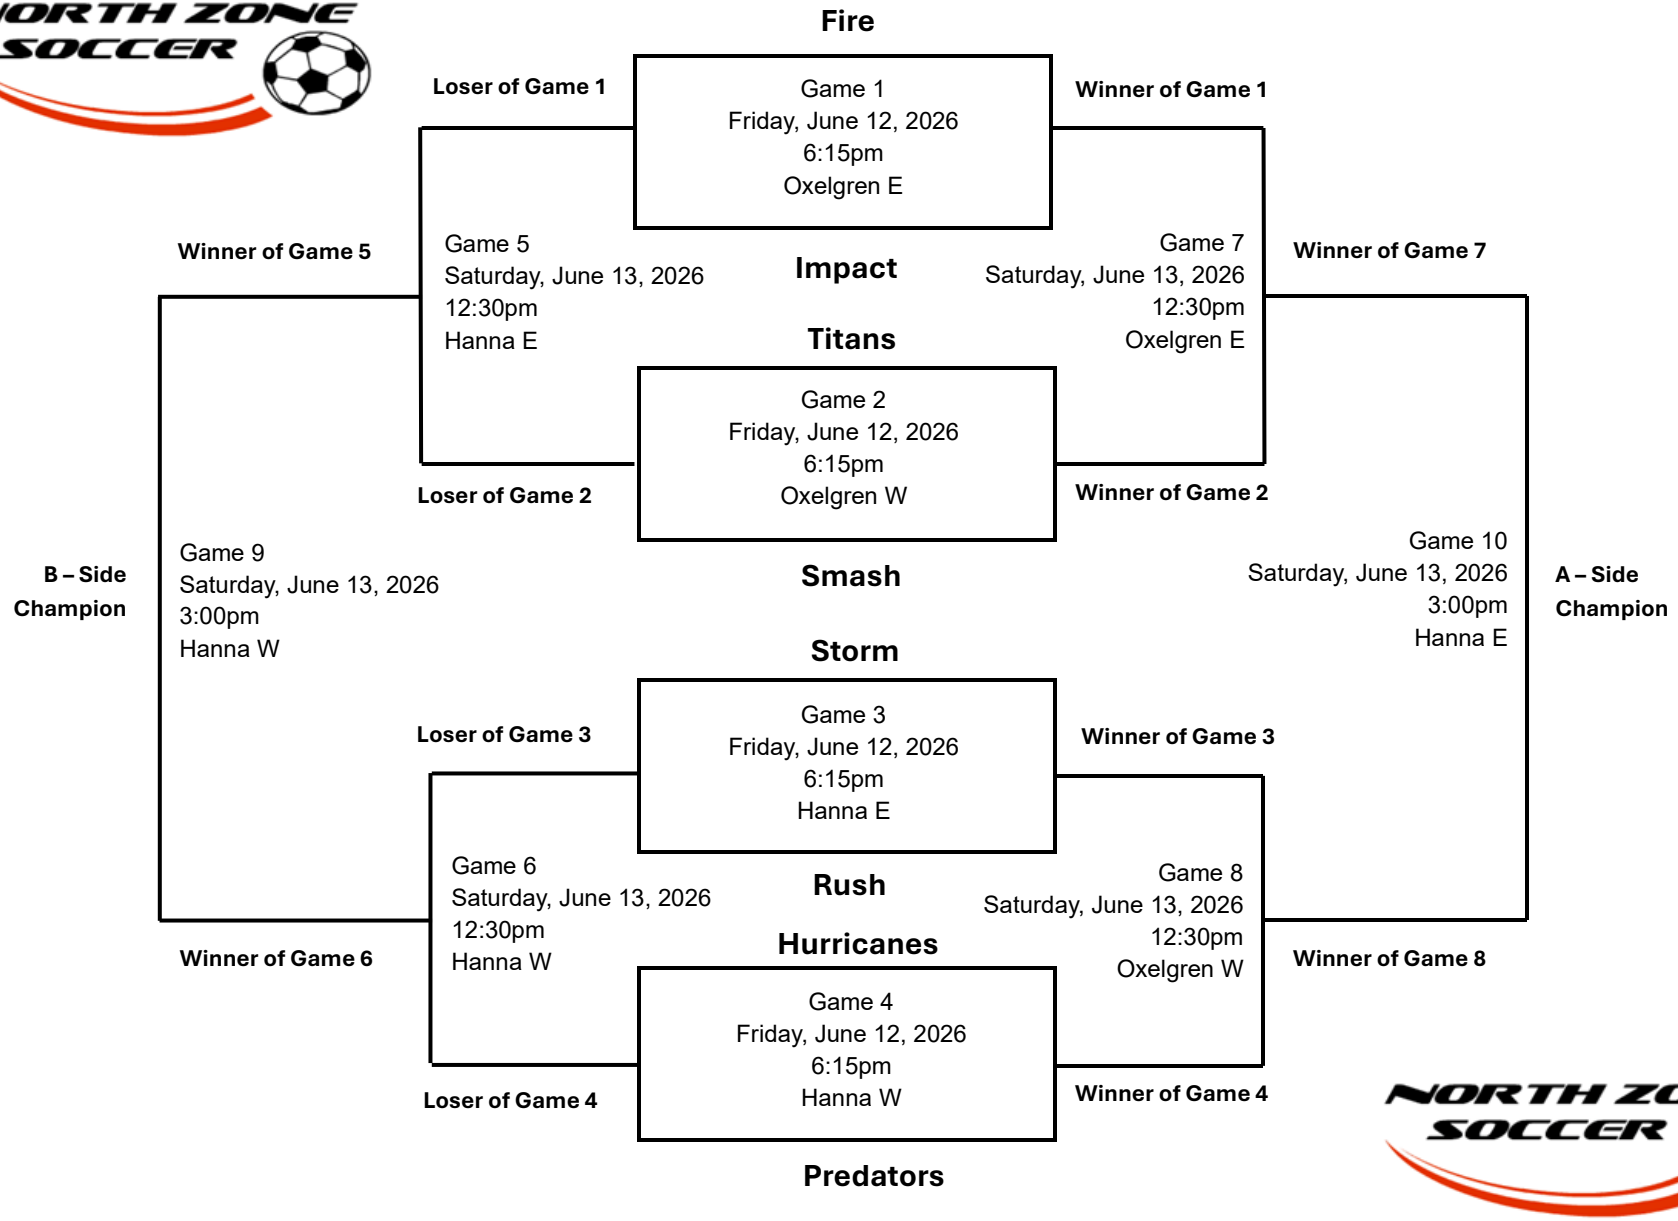 NORTH ZONE
SOCCER
Fire
Loser of Game 1
Game 1
Friday, June 12, 2026
6:15pm
Oxelgren E
Winner of Game 1
Winner of Game 5
Game 5
Saturday, June 13, 2026
12:30pm
Hanna E
Impact
Game 7
Saturday, June 13, 2026
12:30pm
Oxelgren E
Winner of Game 7
Titans
Game 2
Friday, June 12, 2026
6:15pm
Oxelgren W
Loser of Game 2
Winner of Game 2
Smash
B – Side
Champion
Game 9
Saturday, June 13, 2026
3:00pm
Hanna W
Game 10
Saturday, June 13, 2026
3:00pm
Hanna E
A – Side
Champion
Storm
Loser of Game 3
Game 3
Friday, June 12, 2026
6:15pm
Hanna E
Winner of Game 3
Game 6
Saturday, June 13, 2026
12:30pm
Hanna W
Rush
Game 8
Saturday, June 13, 2026
12:30pm
Oxelgren W
Winner of Game 6
Hurricanes
Winner of Game 8
Game 4
Friday, June 12, 2026
6:15pm
Hanna W
Loser of Game 4
Winner of Game 4
Predators
NORTH ZO
SOCCER